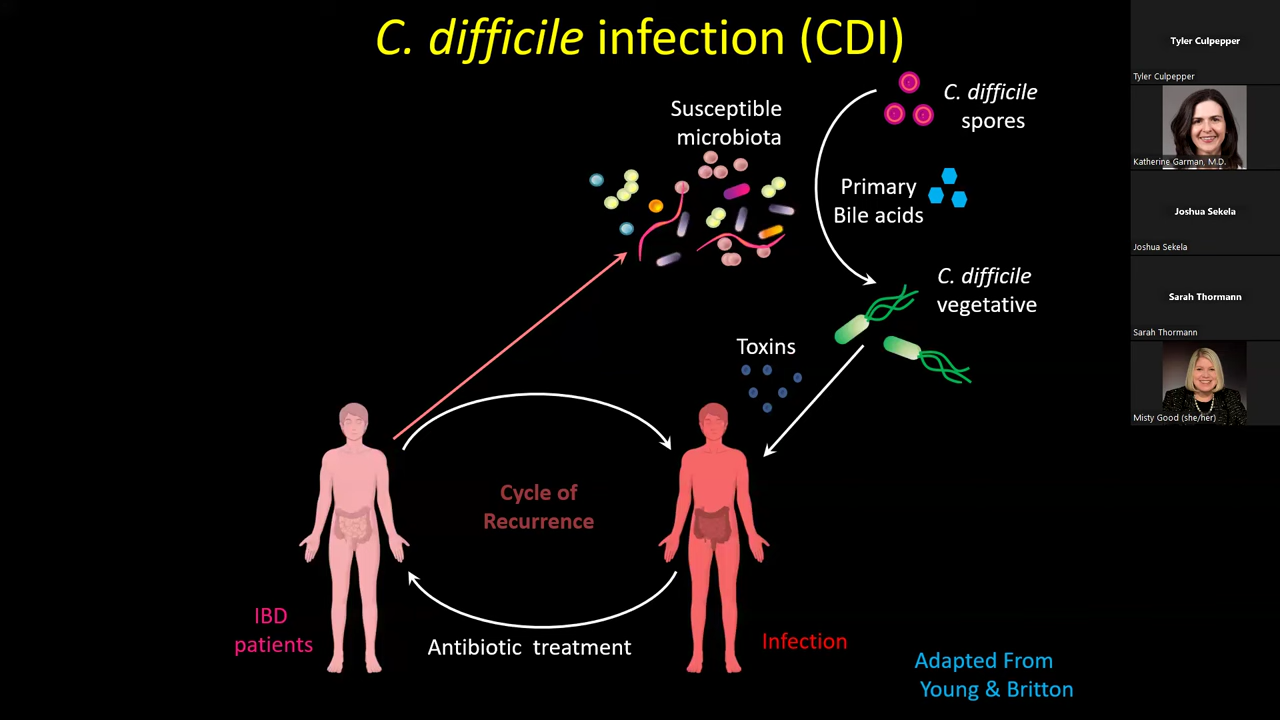 C. difficile infection (CDI)
Susceptible
microbiota
C. difficile
spores
Primary
Bile acids
C. difficile
vegetative
Toxins
Cycle of
Recurrence
IBD
patients
Antibiotic treatment
Infection
Adapted From
Young & Britton
Tyler Culpepper
Tyler Culpepper
Katherine Garman, M.D.
Joshua Sekela
Joshua Sekela
Sarah Thormann
Sarah Thormann
Misty Good (she/her)